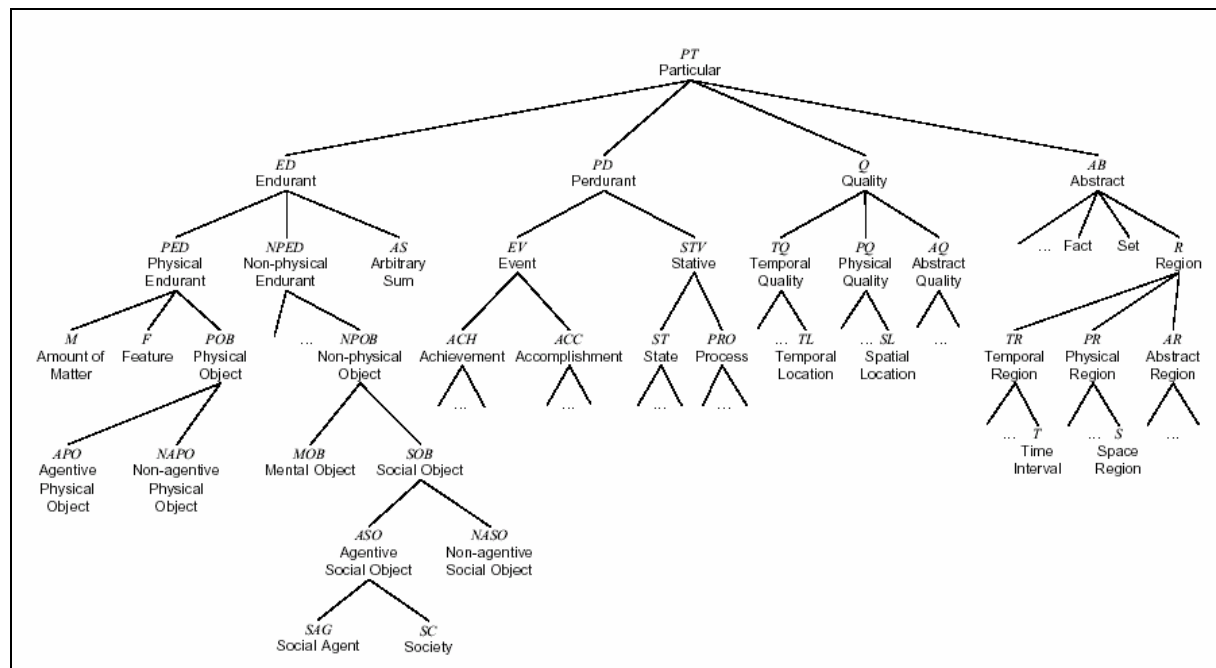 PT
Particular
ED
Endurant
PD
Perdurant
Q
Quality
AB
Abstract
PED
Physical
Endurant
NPED
Non-physical
Endurant
AS
Arbitrary
Sum
EV
Event
STV
Stative
TQ
Temporal
Quality
PQ
Physical
Quality
AQ
Abstract
Quality
... Fact
Set
R
Region
M
Amount of
Matter
F
Feature
POB
Physical
Object
... NPOB
Non-physical
Object
ACH
Achievement
ACC
Accomplishment
ST
State
PRO
Process
... TL
Temporal
Location
... SL
Spatial
Location
...
TR
Temporal
Region
PR
Physical
Region
AR
Abstract
Region
...
...
...
...
... T
Time
Interval
... S
Space
Region
...
APO
Agentive
Physical
Object
NAPO
Non-agentive
Physical
Object
MOB
Mental Object
SOB
Social Object
ASO
Agentive
Social Object
NASO
Non-agentive
Social Object
SAG
Social Agent
SC
Society